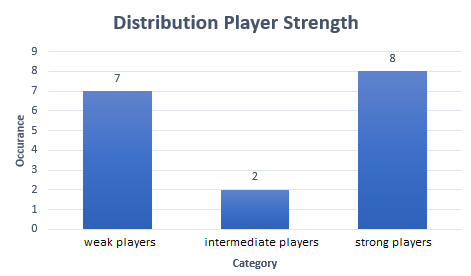 Distribution Player Strength
9
8
7
6
5
4
3
2
1
0
7
2
8
Occurance
weak players
intermediate players
strong players
Category